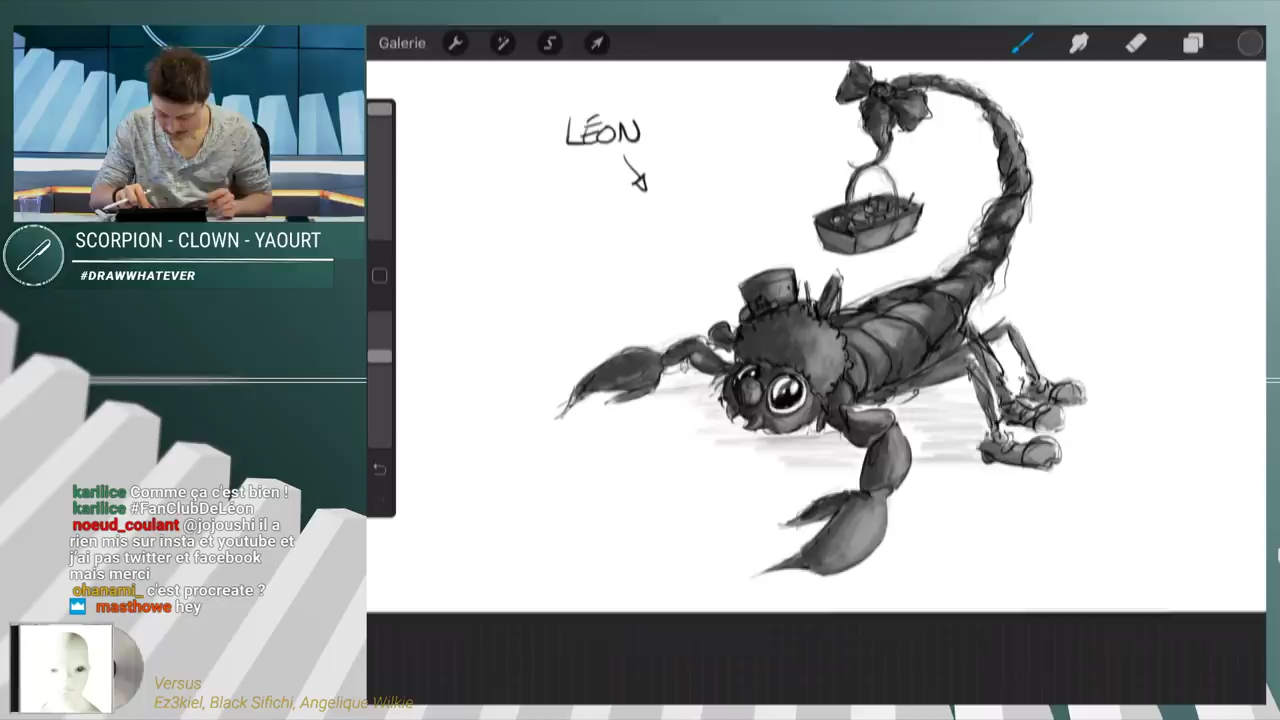 Galerie
LÉON
SCORPION - CLOWN - YAOURT
#DRAWWHATEVER
karilice Comme ça c'est bien !
karilice #FanClubDeLéon
noeud_coulant @jojoushi il a
rien mis sur insta et youtube et
j'ai pas twitter et facebook
mais merci
ohanami_ c'est procreate ?
masthowe hey
Versus
Ez3kiel, Black Sifichi, Angelique Wilkie